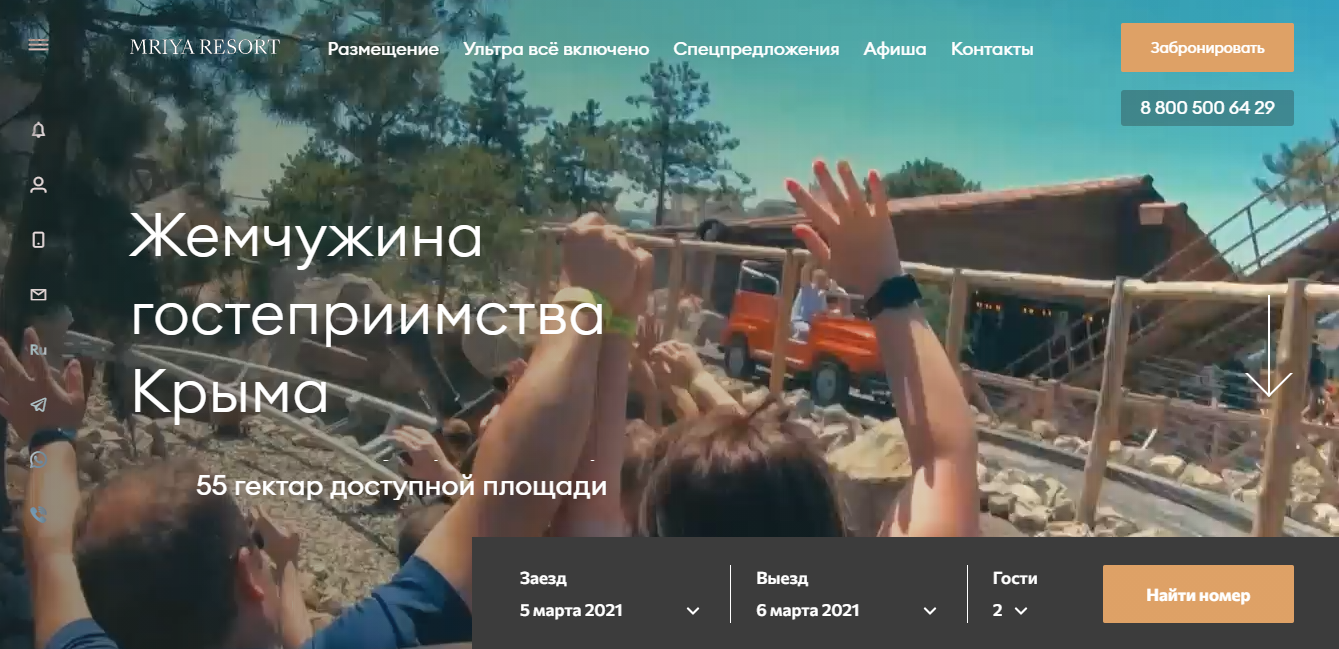 MRIYA RESORT
Размещение
Ультра всё включено
Спецпредложения
Афиша
Контакты
Забронировать
8 800 500 64 29
Ru
Жемчужина
гостеприимства
Крыма
55 гектар доступной площади
Заезд
5 марта 2021
Выезд
6 марта 2021
Гости
2
Найти номер